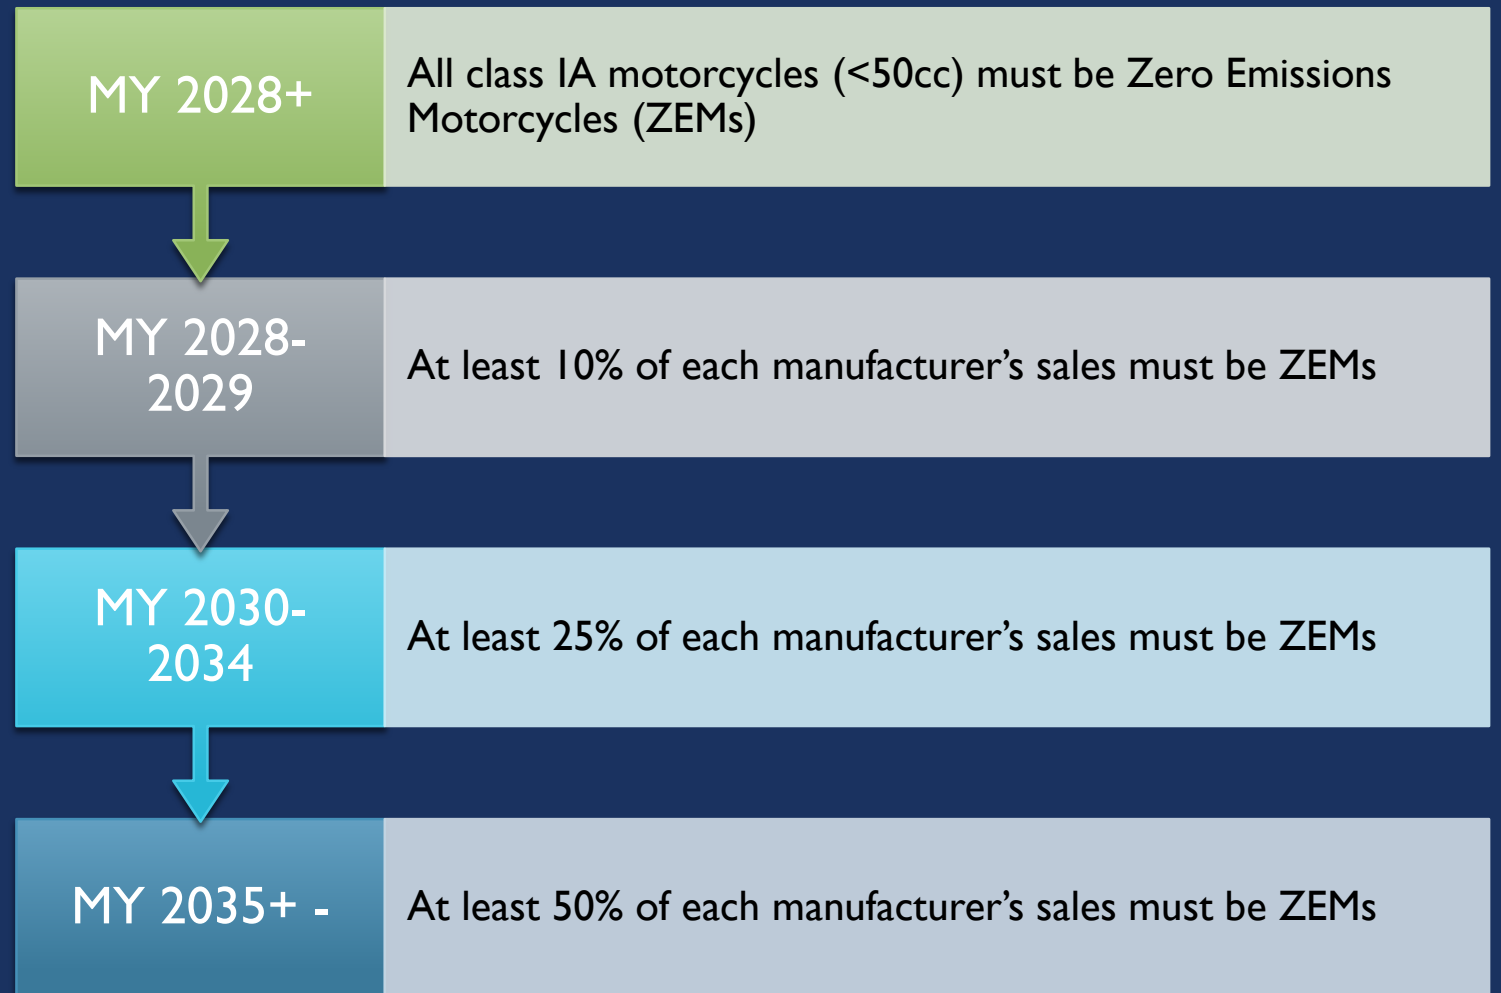 MY 2028+
All class IA motorcycles (<50cc) must be Zero Emissions
Motorcycles (ZEMs)
MY 2028-
2029
At least 10% of each manufacturer’s sales must be ZEMs
MY 2030-
2034
At least 25% of each manufacturer’s sales must be ZEMs
MY 2035+ -
At least 50% of each manufacturer’s sales must be ZEMs